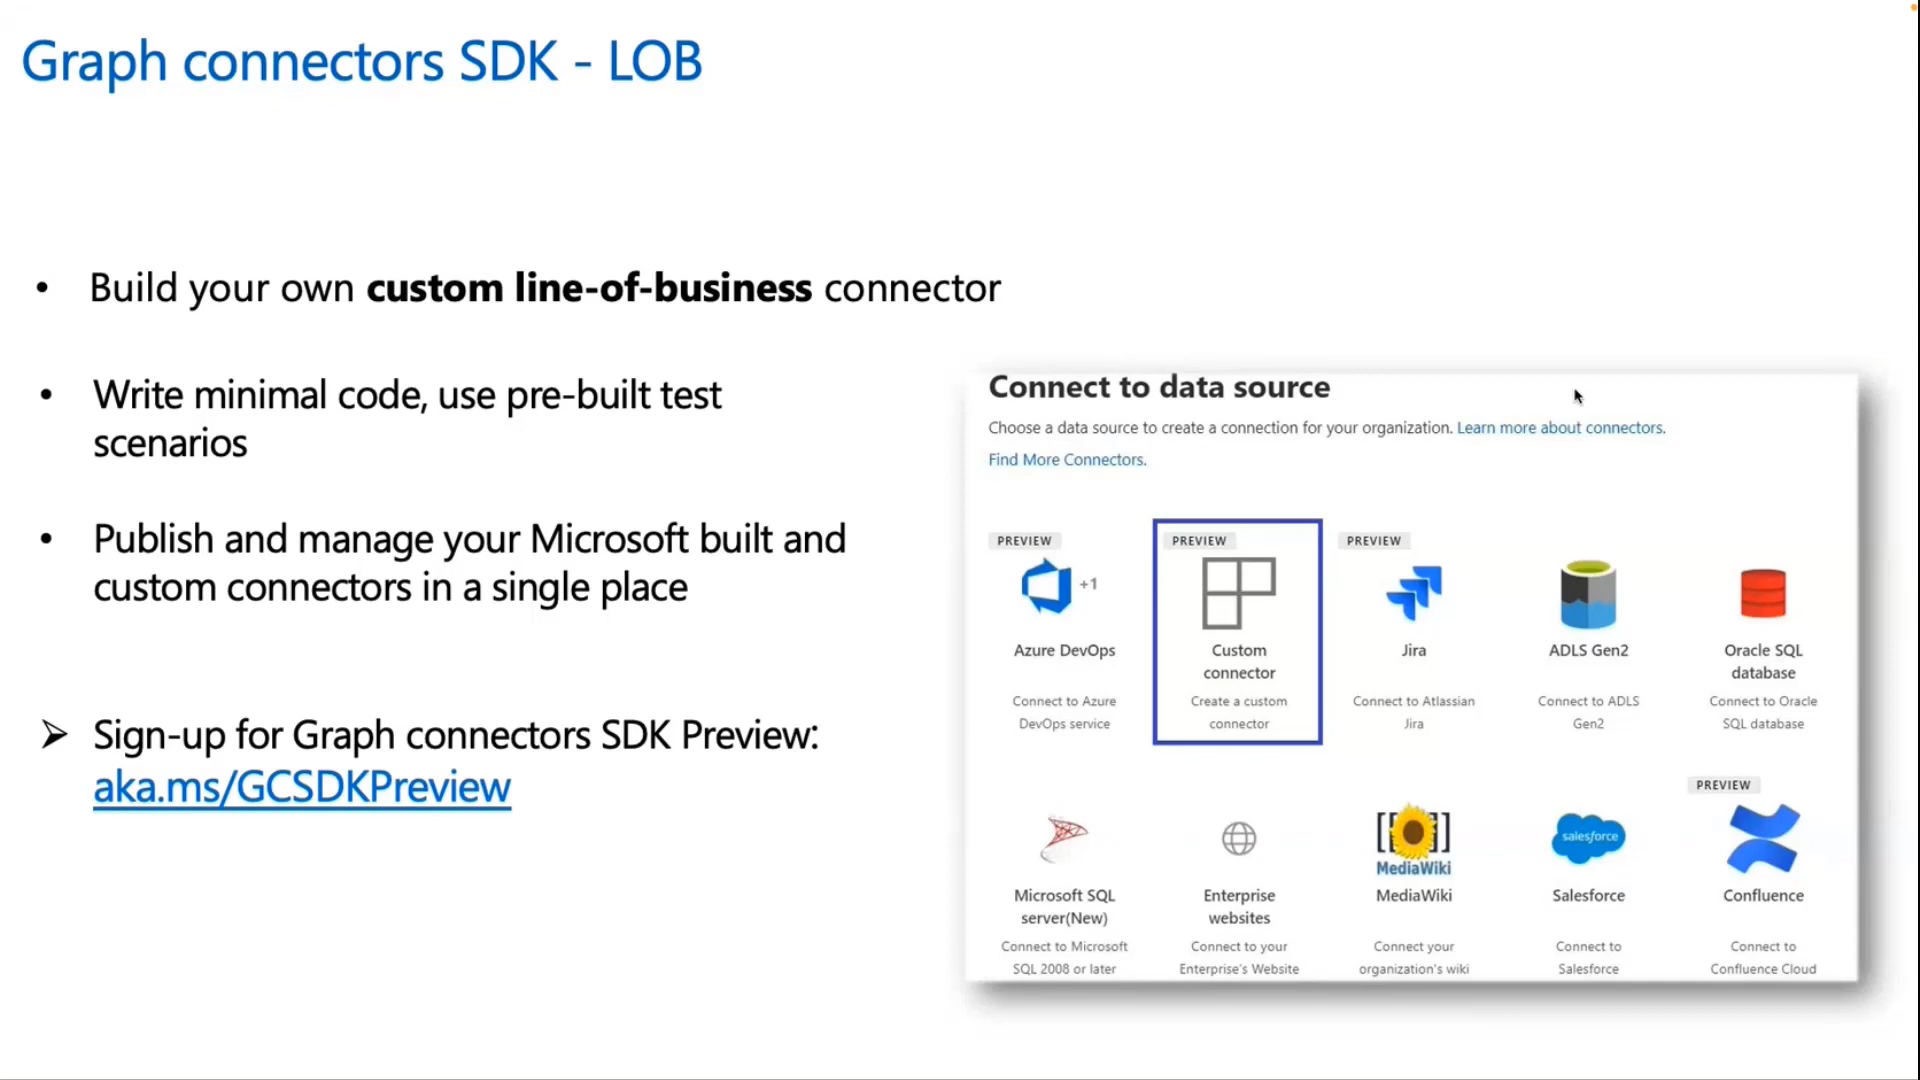 Graph connectors SDK - LOB
• Build your own custom line-of-business connector
• Write minimal code, use pre-built test
scenarios
• Publish and manage your Microsoft built and
custom connectors in a single place
➢ Sign-up for Graph connectors SDK Preview:
aka.ms/GCSDKPreview
Connect to data source
Choose a data source to create a connection for your organization. Learn more about connectors.
Find More Connectors.
PREVIEW
+1
Azure DevOps
Connect to Azure
DevOps service
PREVIEW
Custom
connector
Create a custom
connector
PREVIEW
Jira
Connect to Atlassian
Jira
ADLS Gen2
Connect to ADLS
Gen2
Oracle SQL
database
Connect to Oracle
SQL database
Microsoft SQL
server(New)
Connect to Microsoft
SQL 2008 or later
Enterprise
websites
Connect to your
Enterprise's Website
[[ ]]
MediaWiki
MediaWiki
Connect your
organization's wiki
salesforce
Salesforce
Connect to
Salesforce
PREVIEW
Confluence
Connect to
Confluence Cloud